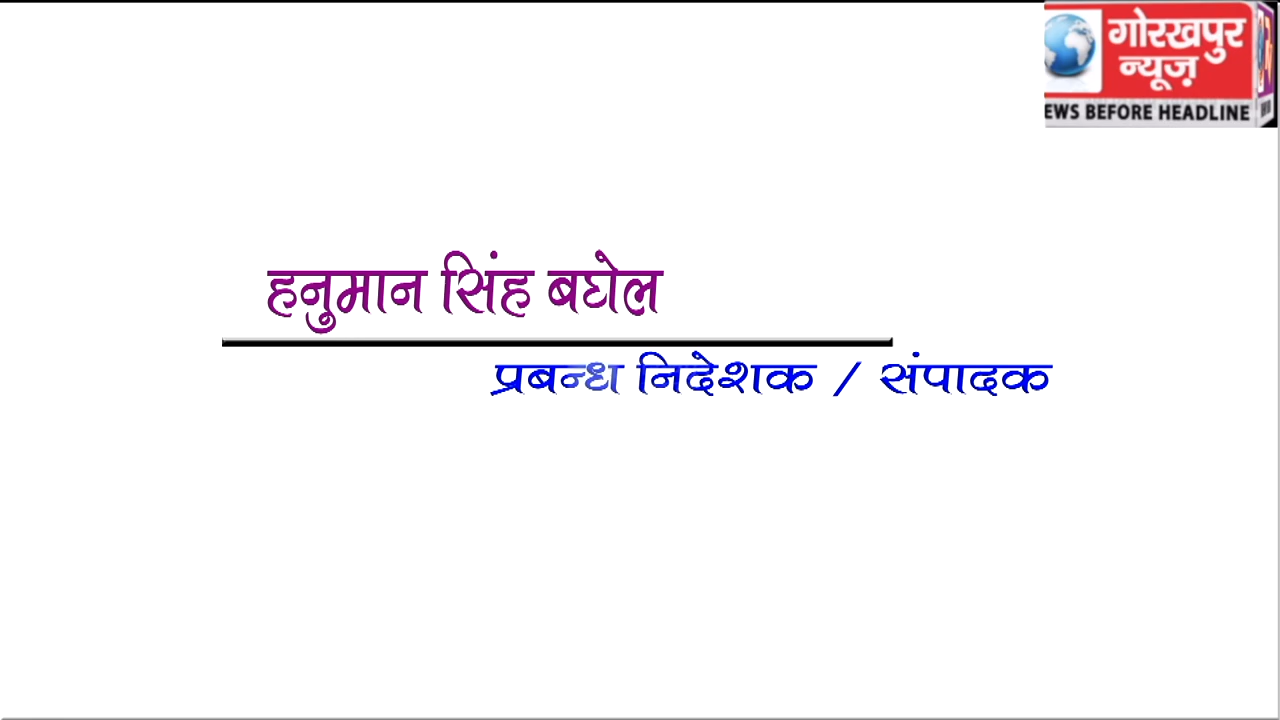 गोरखपुर
न्यूज़
EWS BEFORE HEADLINE
हनुमान सिंह बघेल
प्रबन्ध निदेशक / संपादक